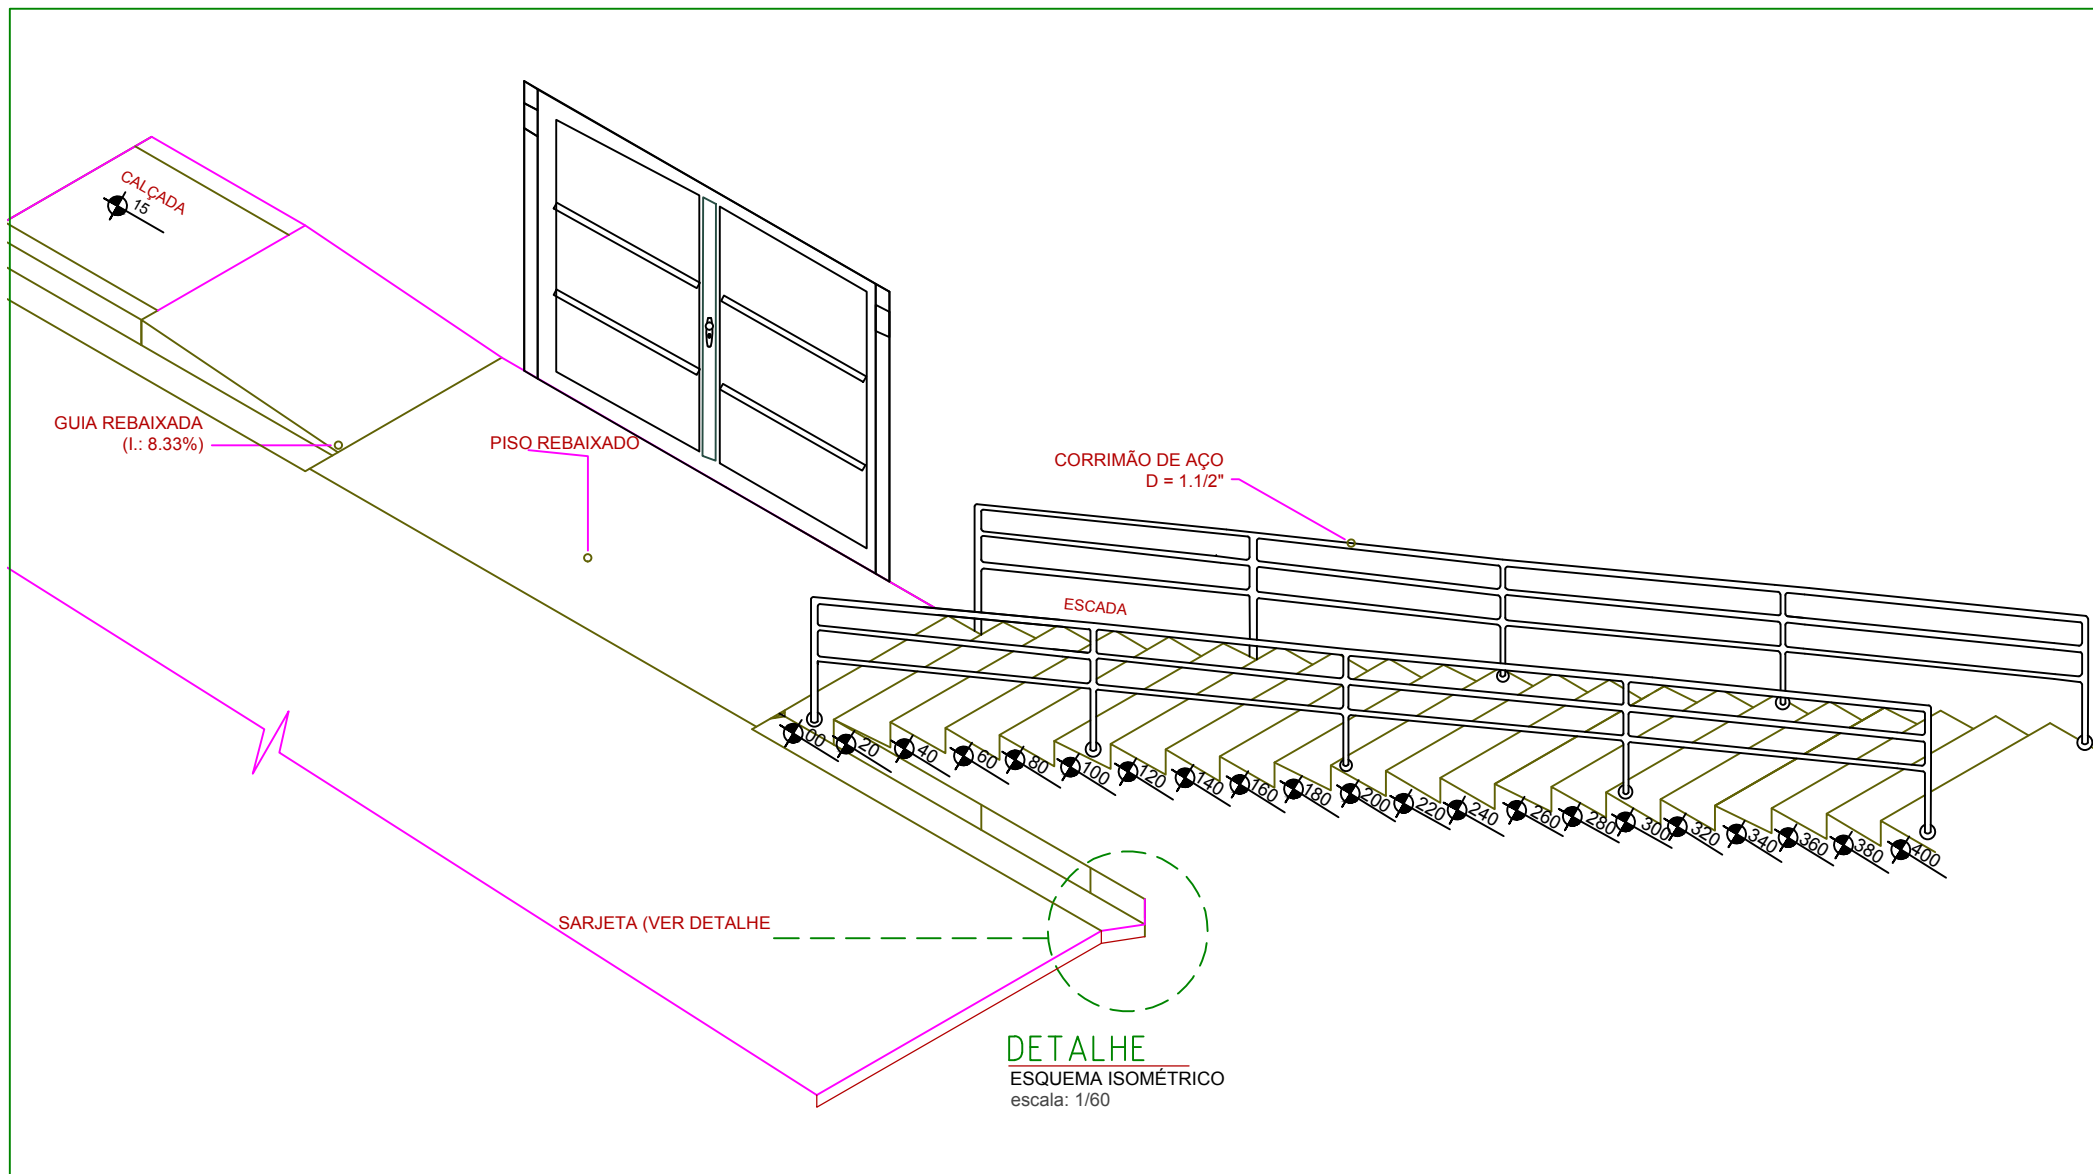 CALÇADA
15
GUIA REBAIXADA
(I.: 8.33%)
PISO REBAIXADO
CORRIMÃO DE AÇO
D = 1.1/2"
ESCADA
00
20
40
60
80
100
120
140
160
180
200
220
240
260
280
300
320
340
360
380
400
SARJETA (VER DETALHE
DETALHE
ESQUEMA ISOMÉTRICO
escala: 1/60